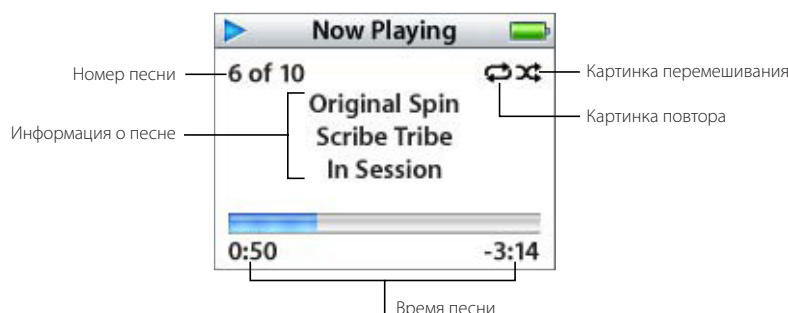 Now Playing
Номер песни
6 of 10
Картинка перемешивания
Картинка повтора
Информация о песне
Original Spin
Scribe Tribe
In Session
0:50
-3:14
Время песни